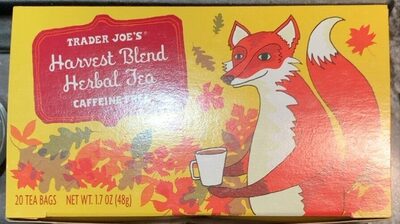 TRADER JOE'S
Harvest Blend
Herbal Tea
CAFFEINE FREE
20 TEA BAGS NET WT. 1.7 OZ (48g)